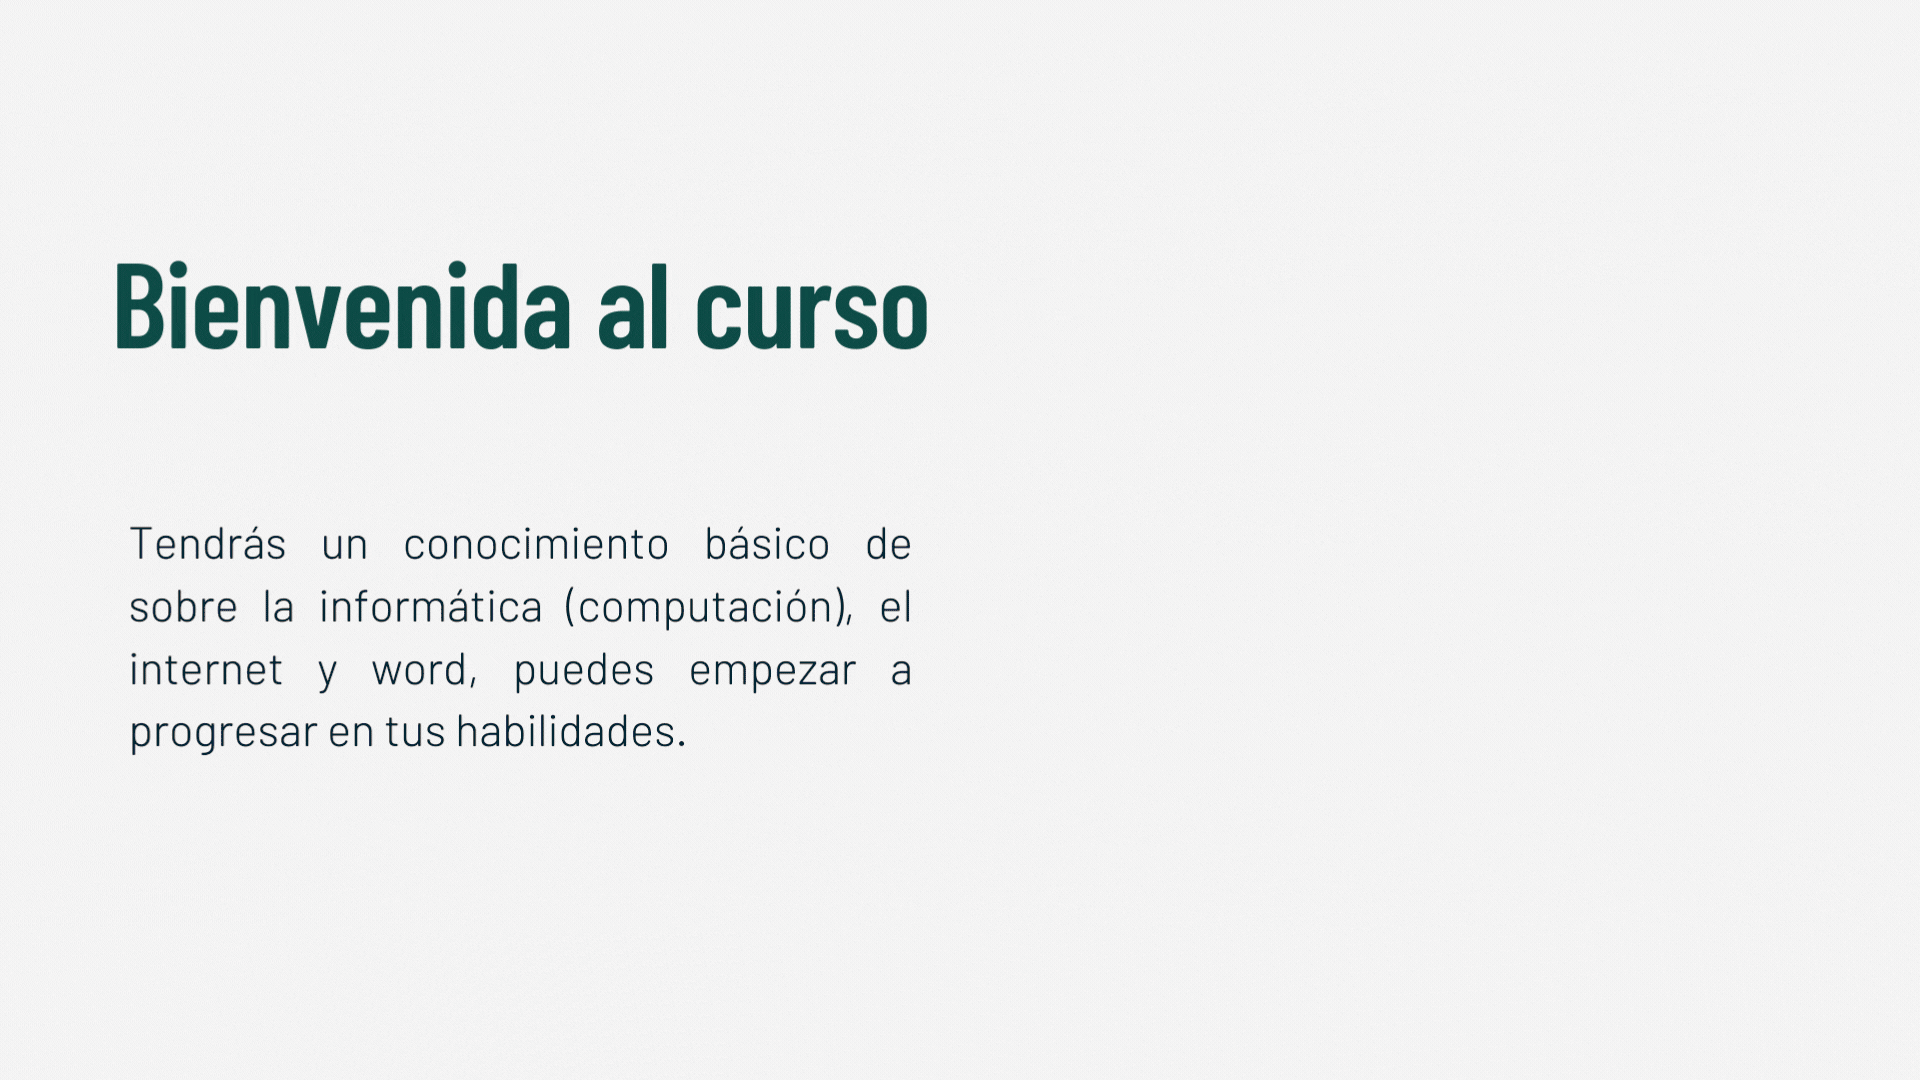 Bienvenida al curso
Tendrás un conocimiento básico de
sobre la informática (computación), el
internet y word, puedes empezar a
progresar en tus habilidades.